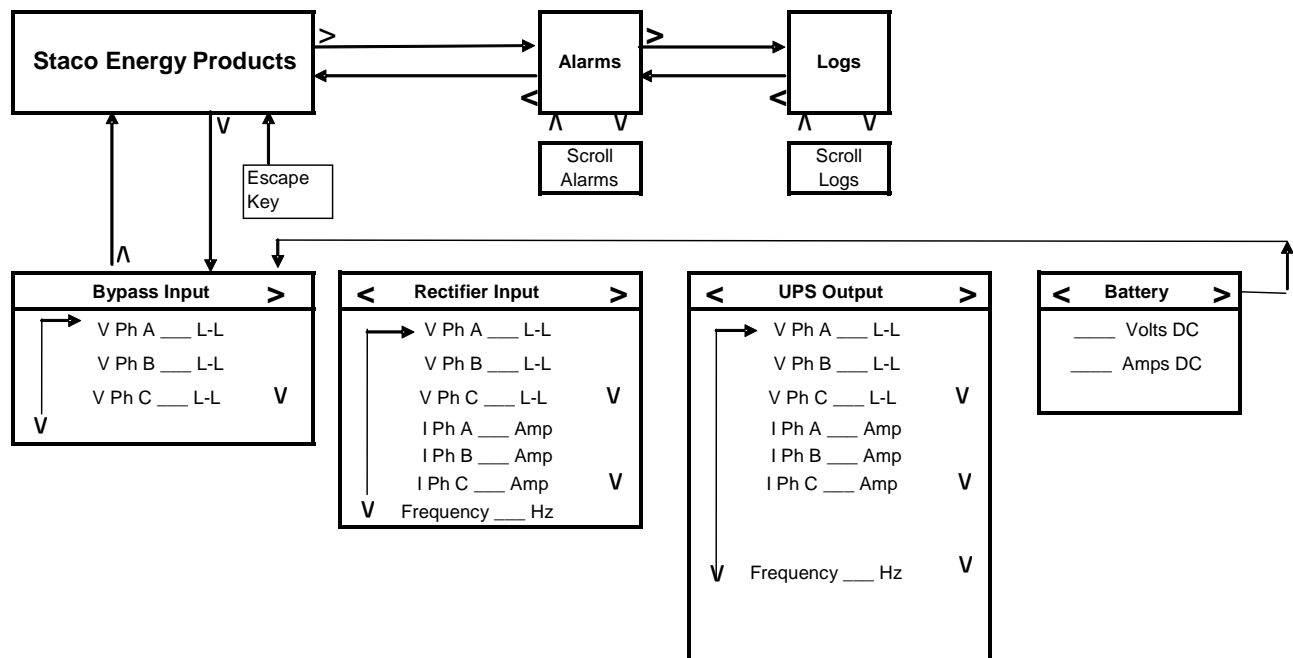 Staco Energy Products
>
Alarms
>
Logs
<
<
V
Λ V
Λ V
Escape
Key
Scroll
Alarms
Scroll
Logs
Λ
Bypass Input >
V Ph A ___ L-L
V Ph B ___ L-L
V Ph C ___ L-L V
V
< Rectifier Input >
V Ph A ___ L-L
V Ph B ___ L-L
V Ph C ___ L-L V
I Ph A ___ Amp
I Ph B ___ Amp
I Ph C ___ Amp V
V Frequency ___ Hz
< UPS Output >
V Ph A ___ L-L
V Ph B ___ L-L
V Ph C ___ L-L V
I Ph A ___ Amp
I Ph B ___ Amp
I Ph C ___ Amp V
V Frequency ___ Hz V
< Battery >
____ Volts DC
____ Amps DC